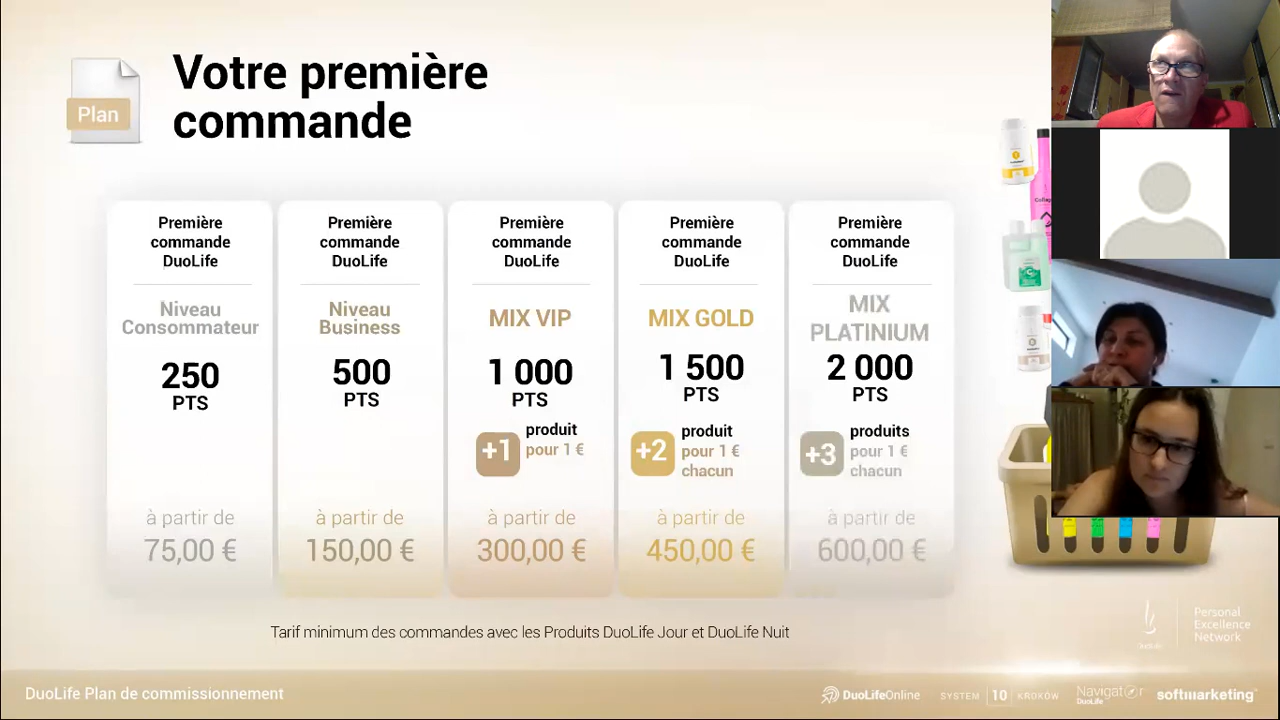 Plan
Votre première
commande
Première
commande
DuoLife
Niveau
Consommateur
250
PTS
à partir de
75,00 €
Première
commande
DuoLife
Niveau
Business
500
PTS
à partir de
150,00 €
Première
commande
DuoLife
MIX VIP
1 000
PTS
+1
produit
pour 1 €
à partir de
300,00 €
Première
commande
DuoLife
MIX GOLD
1 500
PTS
+2
produit
pour 1 €
chacun
à partir de
450,00 €
Première
commande
DuoLife
MIX
PLATINIUM
2 000
PTS
+3
produits
pour 1 €
chacun
à partir de
600,00 €
Tarif minimum des commandes avec les Produits DuoLife Jour et DuoLife Nuit
Personal
Excellence
Network
DuoLife Plan de commissionnement
DuoLifeOnline
SYSTEM 10 KROKÓW
Navigator
DuoLife
softmarketing